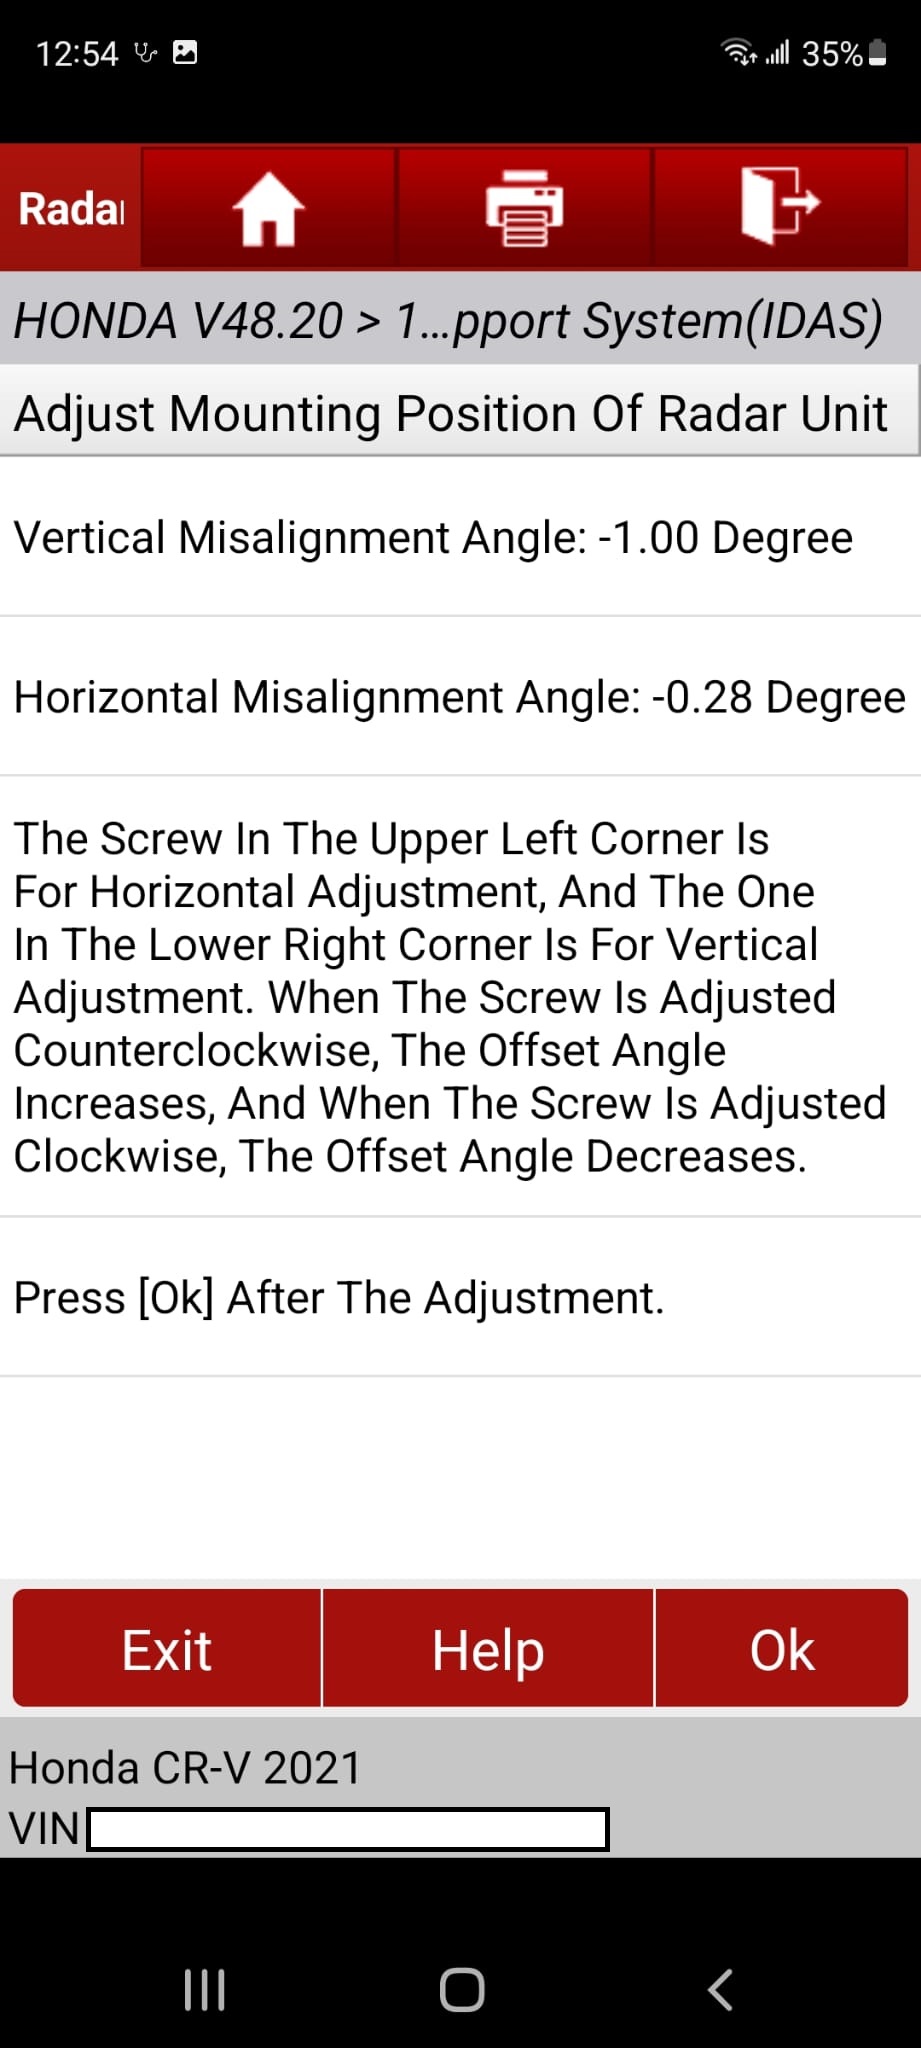 12:54
35%
Radar
HONDA V48.20 > 1...pport System(IDAS)
Adjust Mounting Position Of Radar Unit
Vertical Misalignment Angle: -1.00 Degree
Horizontal Misalignment Angle: -0.28 Degree
The Screw In The Upper Left Corner Is
For Horizontal Adjustment, And The One
In The Lower Right Corner Is For Vertical
Adjustment. When The Screw Is Adjusted
Counterclockwise, The Offset Angle
Increases, And When The Screw Is Adjusted
Clockwise, The Offset Angle Decreases.
Press [Ok] After The Adjustment.
Exit
Help
Ok
Honda CR-V 2021
VIN